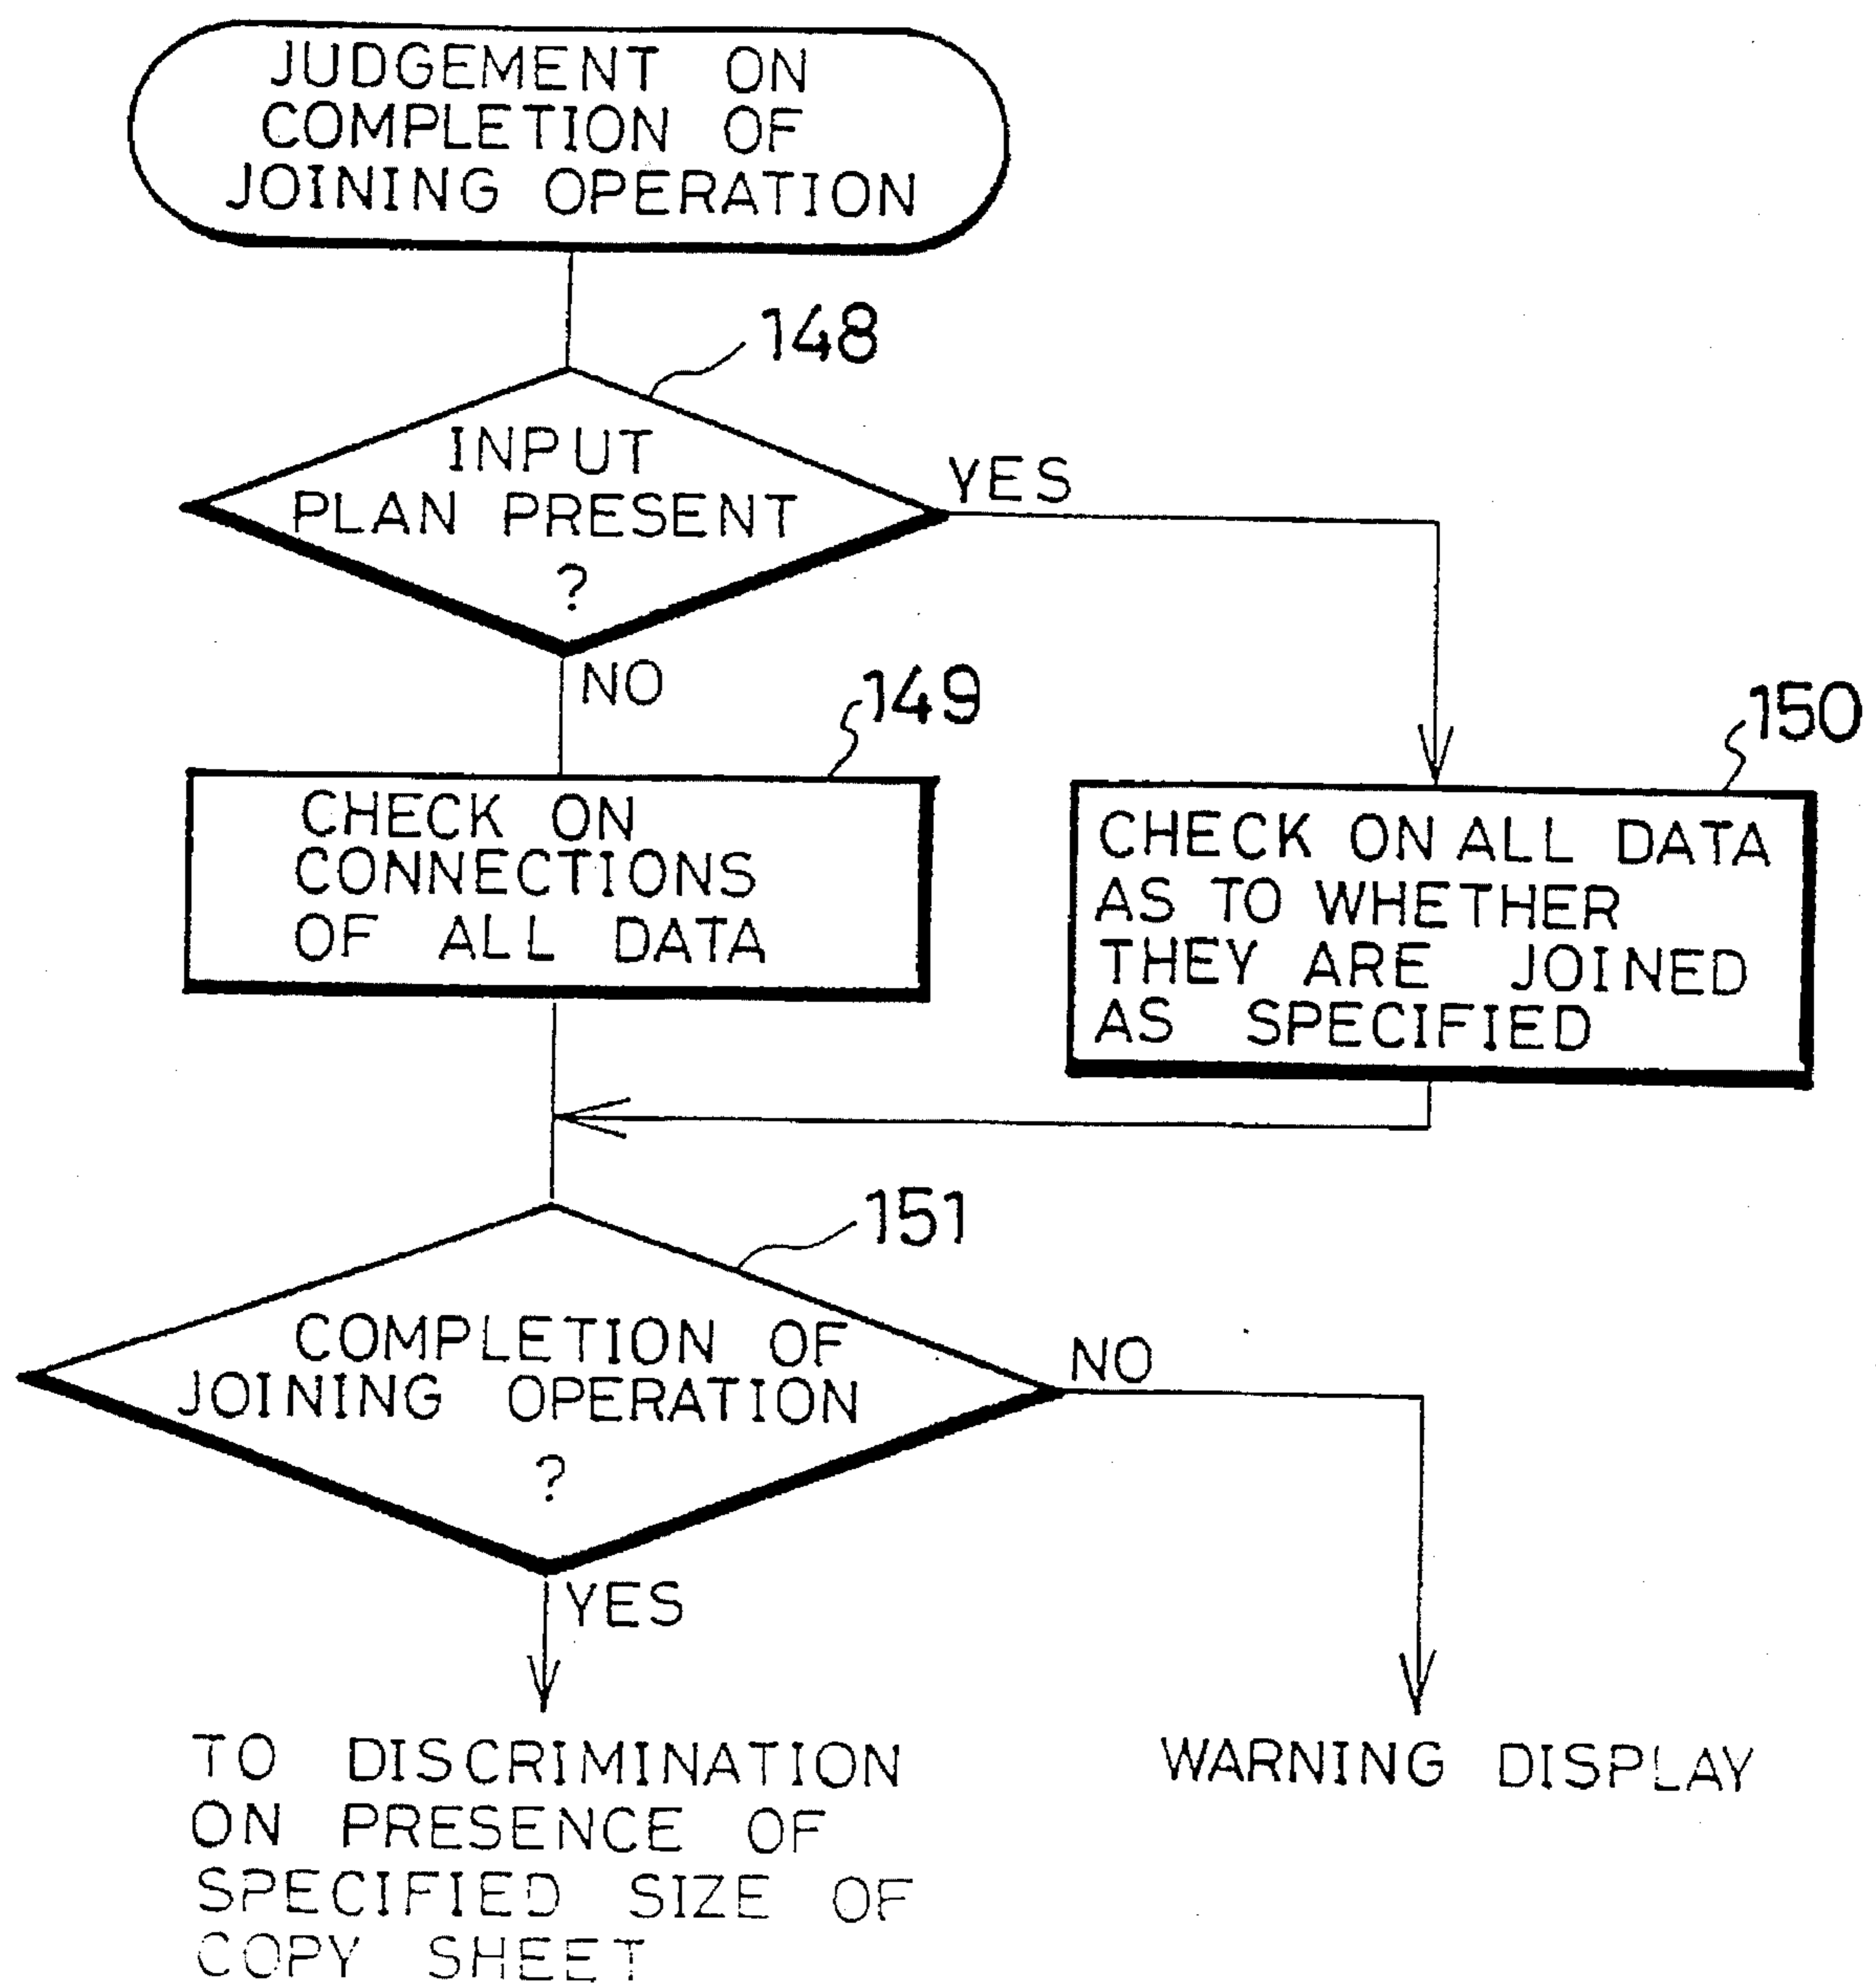 JUDGEMENT ON
COMPLETION OF
JOINING OPERATION
148
INPUT
PLAN PRESENT
?
YES
NO
149
CHECK ON
CONNECTIONS
OF ALL DATA
150
CHECK ON ALL DATA
AS TO WHETHER
THEY ARE JOINED
AS SPECIFIED
151
COMPLETION OF
JOINING OPERATION
?
NO
YES
TO DISCRIMINATION
ON PRESENCE OF
SPECIFIED SIZE OF
COPY SHEET
WARNING DISPLAY